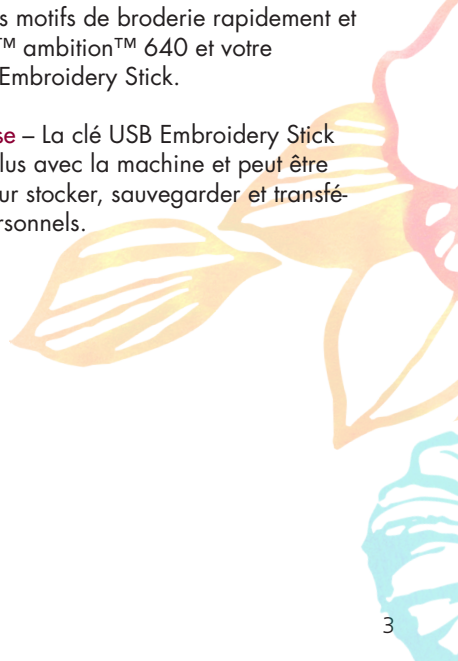 s motifs de broderie rapidement et
™ ambition™ 640 et votre
Embroidery Stick.
se – La clé USB Embroidery Stick
lus avec la machine et peut être
ur stocker, sauvegarder et transfé-
rsonnels.
3